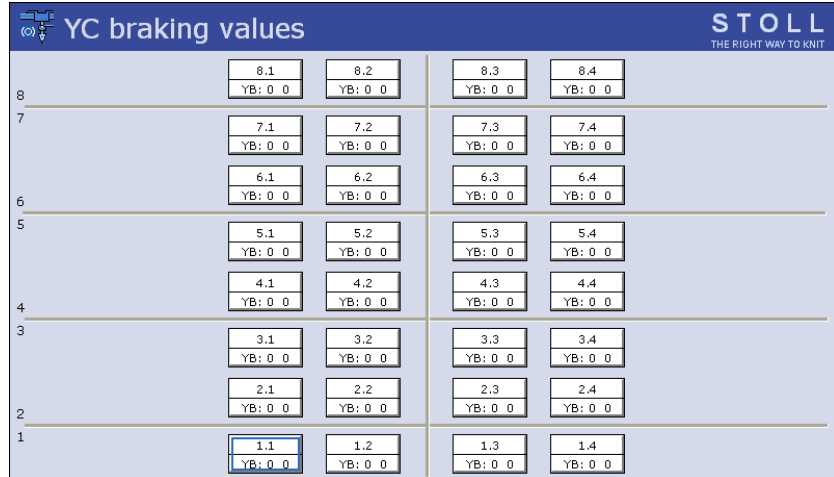 YC braking values
STOLL
THE RIGHT WAY TO KNIT
8.1 8.2 8.3 8.4
YB: 0 0 YB: 0 0 YB: 0 0 YB: 0 0
8
7
7.1 7.2 7.3 7.4
YB: 0 0 YB: 0 0 YB: 0 0 YB: 0 0
6.1 6.2 6.3 6.4
YB: 0 0 YB: 0 0 YB: 0 0 YB: 0 0
6
5
5.1 5.2 5.3 5.4
YB: 0 0 YB: 0 0 YB: 0 0 YB: 0 0
4.1 4.2 4.3 4.4
YB: 0 0 YB: 0 0 YB: 0 0 YB: 0 0
4
3
3.1 3.2 3.3 3.4
YB: 0 0 YB: 0 0 YB: 0 0 YB: 0 0
2.1 2.2 2.3 2.4
YB: 0 0 YB: 0 0 YB: 0 0 YB: 0 0
2
1
1.1 1.2 1.3 1.4
YB: 0 0 YB: 0 0 YB: 0 0 YB: 0 0